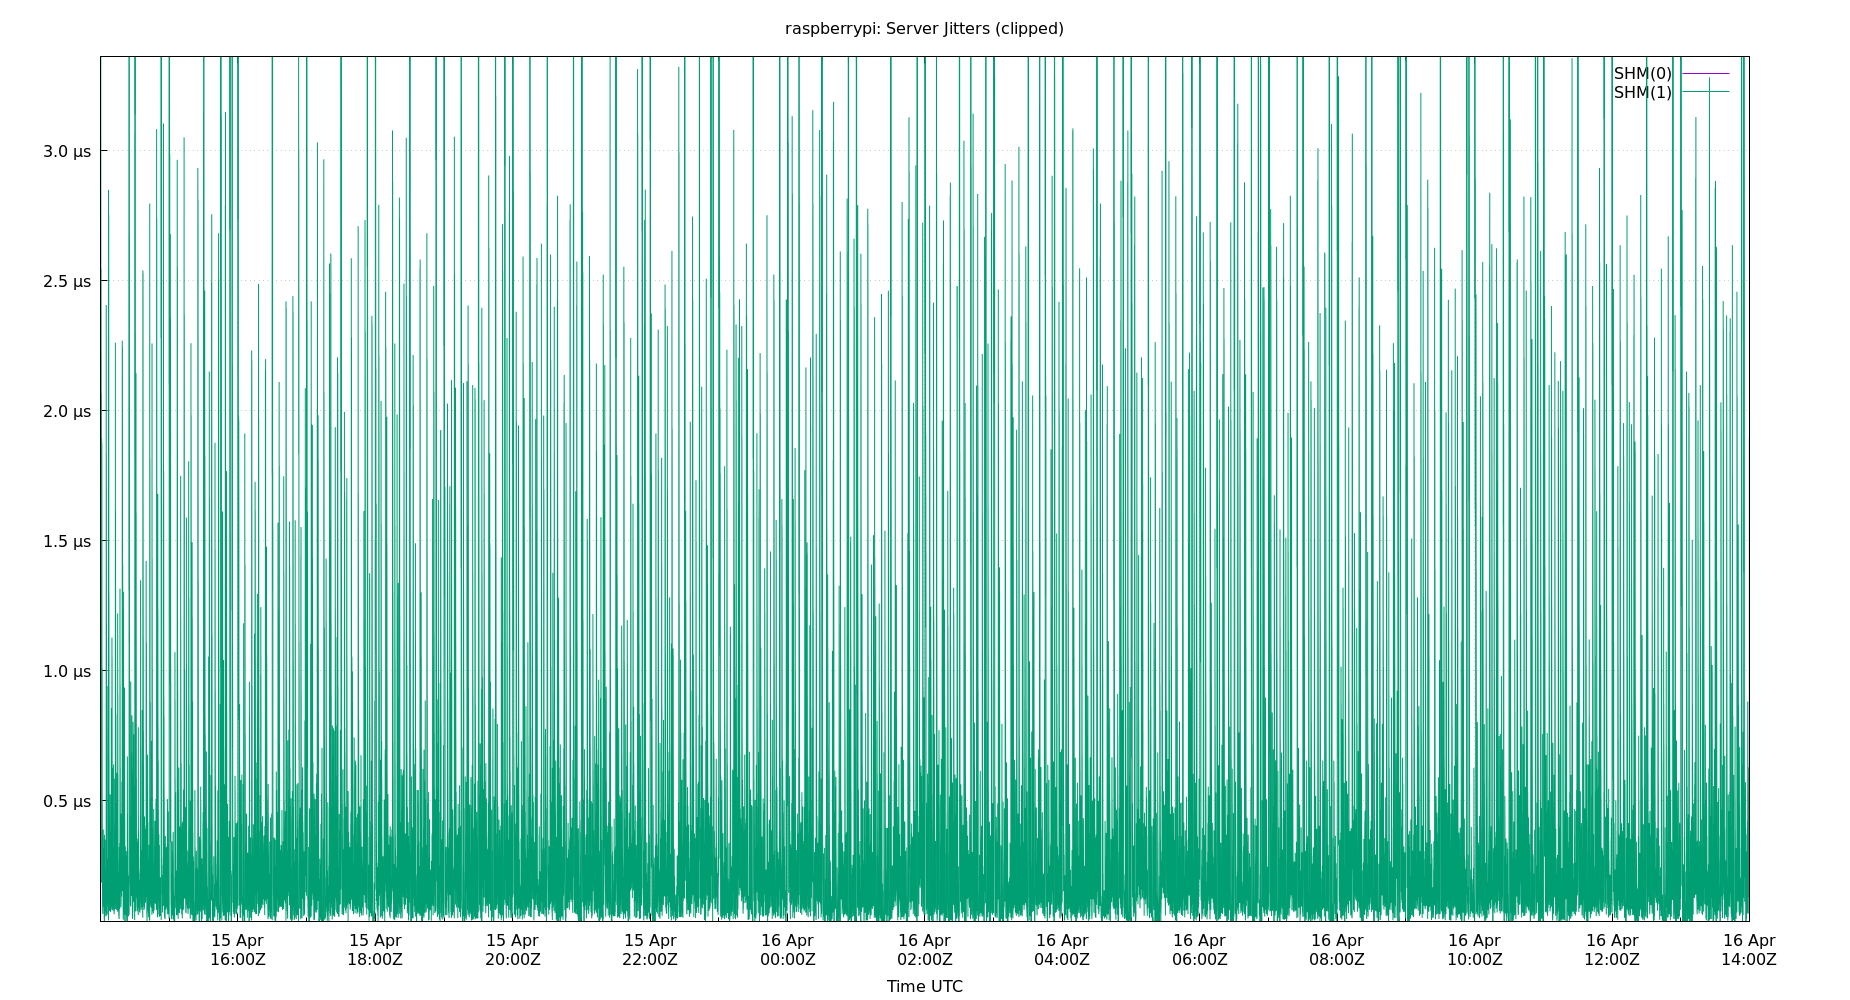 raspberrypi: Server Jitters (clipped)
SHM(0)
SHM(1)
3.0 µs
2.5 µs
2.0 µs
1.5 µs
1.0 µs
0.5 µs
15 Apr 15 Apr 15 Apr 15 Apr 16 Apr 16 Apr 16 Apr 16 Apr 16 Apr 16 Apr 16 Apr 16 Apr
16:00Z 18:00Z 20:00Z 22:00Z 00:00Z 02:00Z 04:00Z 06:00Z 08:00Z 10:00Z 12:00Z 14:00Z
Time UTC